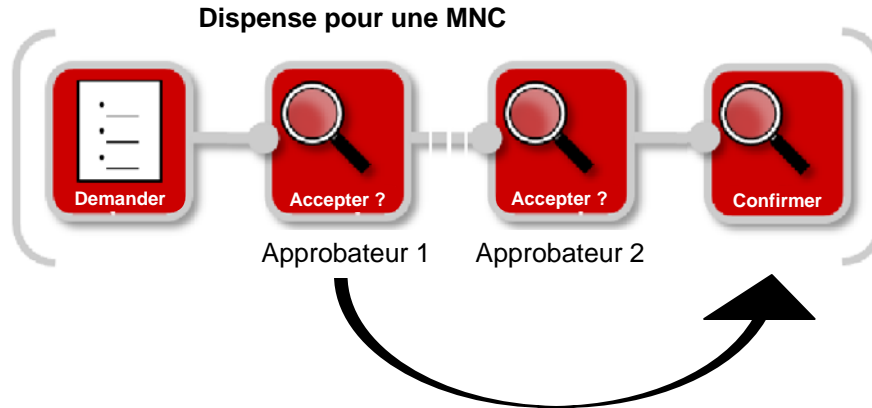 Dispense pour une MNC
Demander
Accepter ?
Accepter ?
Confirmer
Approbateur 1
Approbateur 2